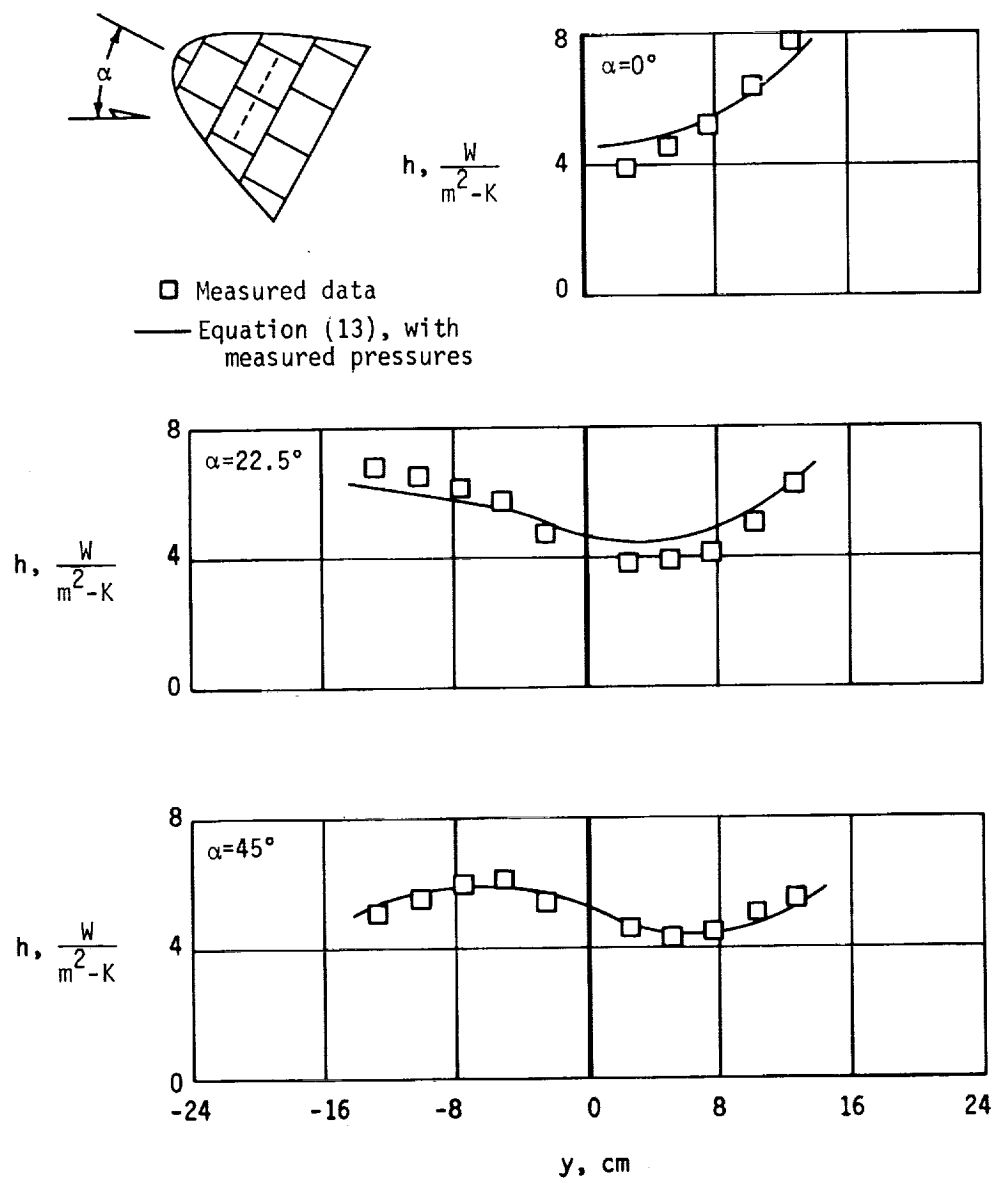 α
8
α=0°
h, W/m²-K
4
0
Measured data
Equation (13), with
measured pressures
8
α=22.5°
h, W/m²-K
4
0
8
α=45°
h, W/m²-K
4
0
-24 -16 -8 0 8 16 24
y, cm